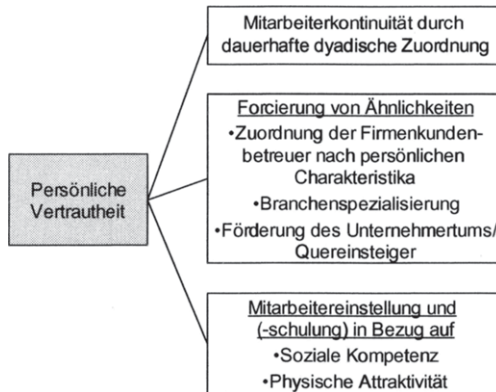 Mitarbeiterkontinuität durch
dauerhafte dyadische Zuordnung
Persönliche
Vertrautheit
Forcierung von Ähnlichkeiten
•Zuordnung der Firmenkunden-
betreuer nach persönlichen
Charakteristika
•Branchenspezialisierung
•Förderung des Unternehmertums/
Quereinsteiger
Mitarbeitereinstellung und
(-schulung) in Bezug auf
•Soziale Kompetenz
•Physische Attraktivität